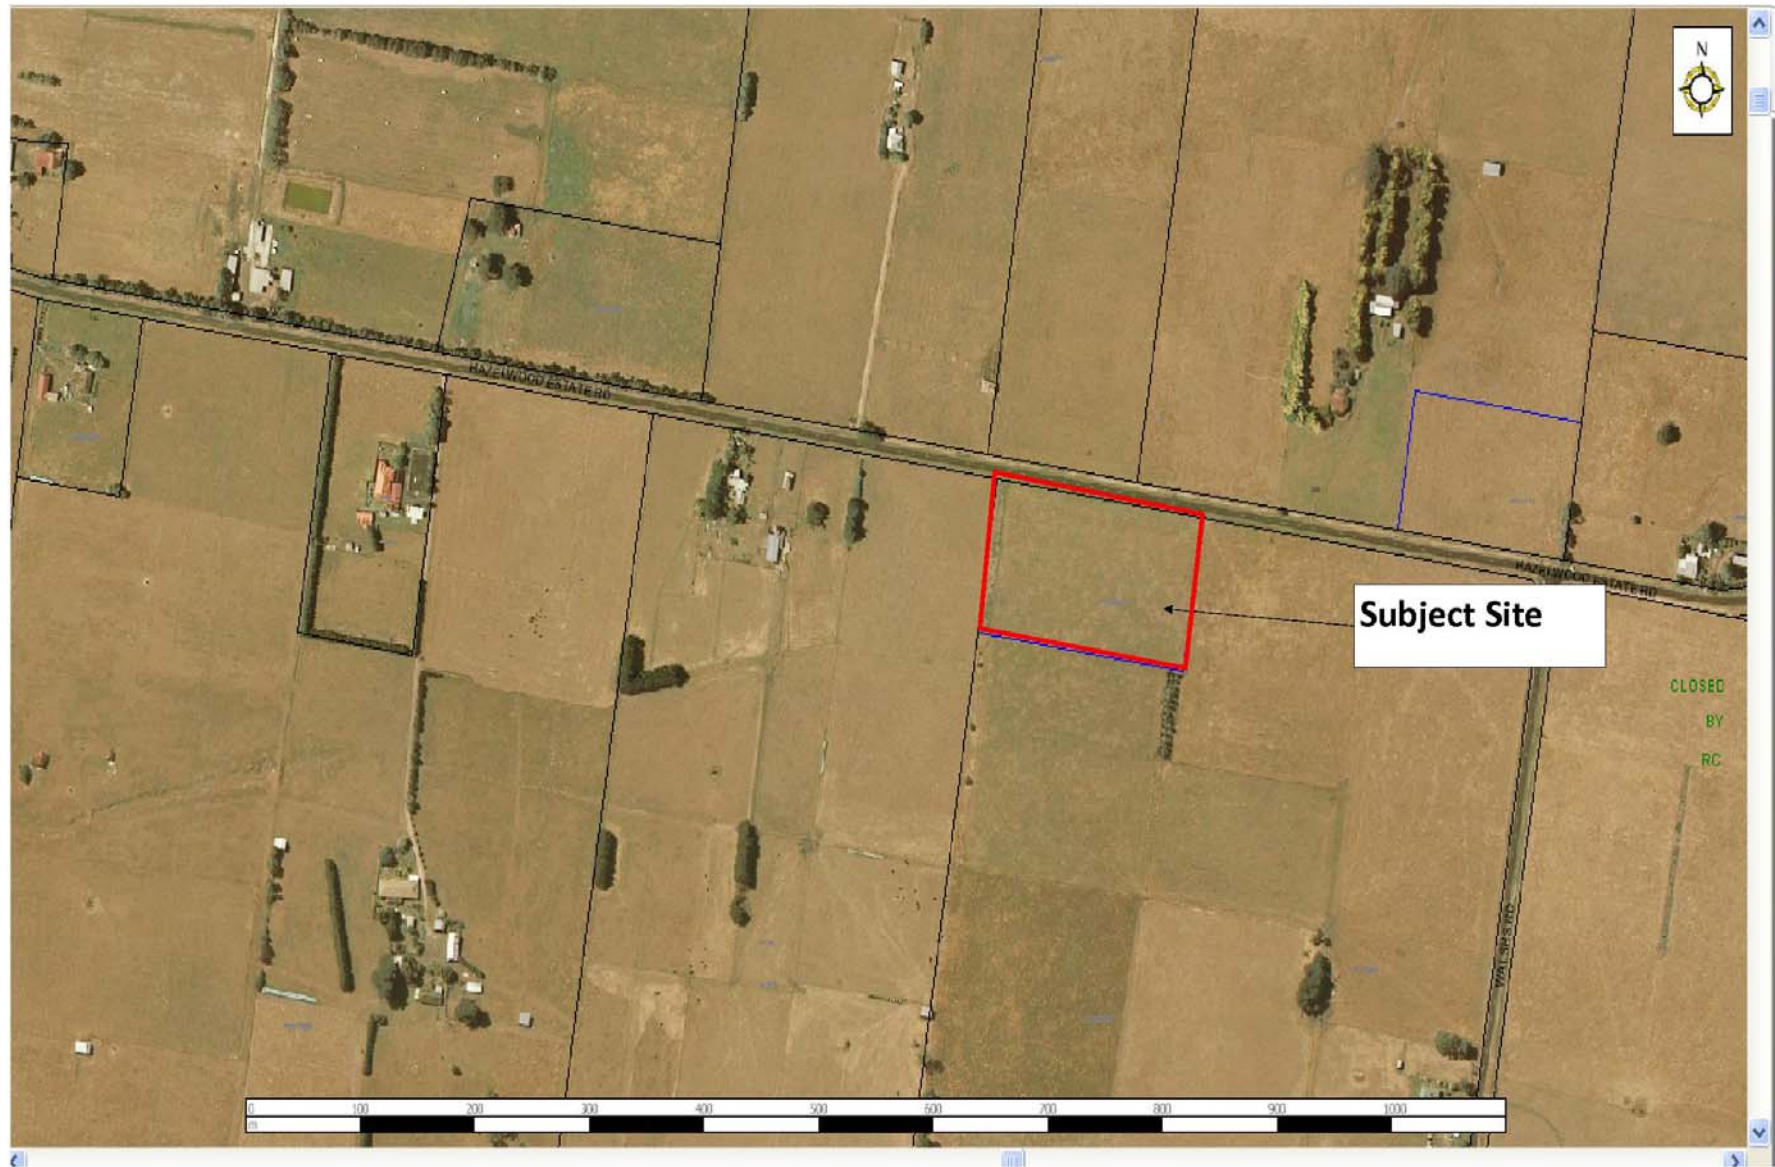 N
HAZELWOOD ESTATE RD
HAZELWOOD ESTATE RD
Subject Site
CLOSED
BY
RC
WALSHS RD
0 100 200 300 400 500 600 700 800 900 1000
m